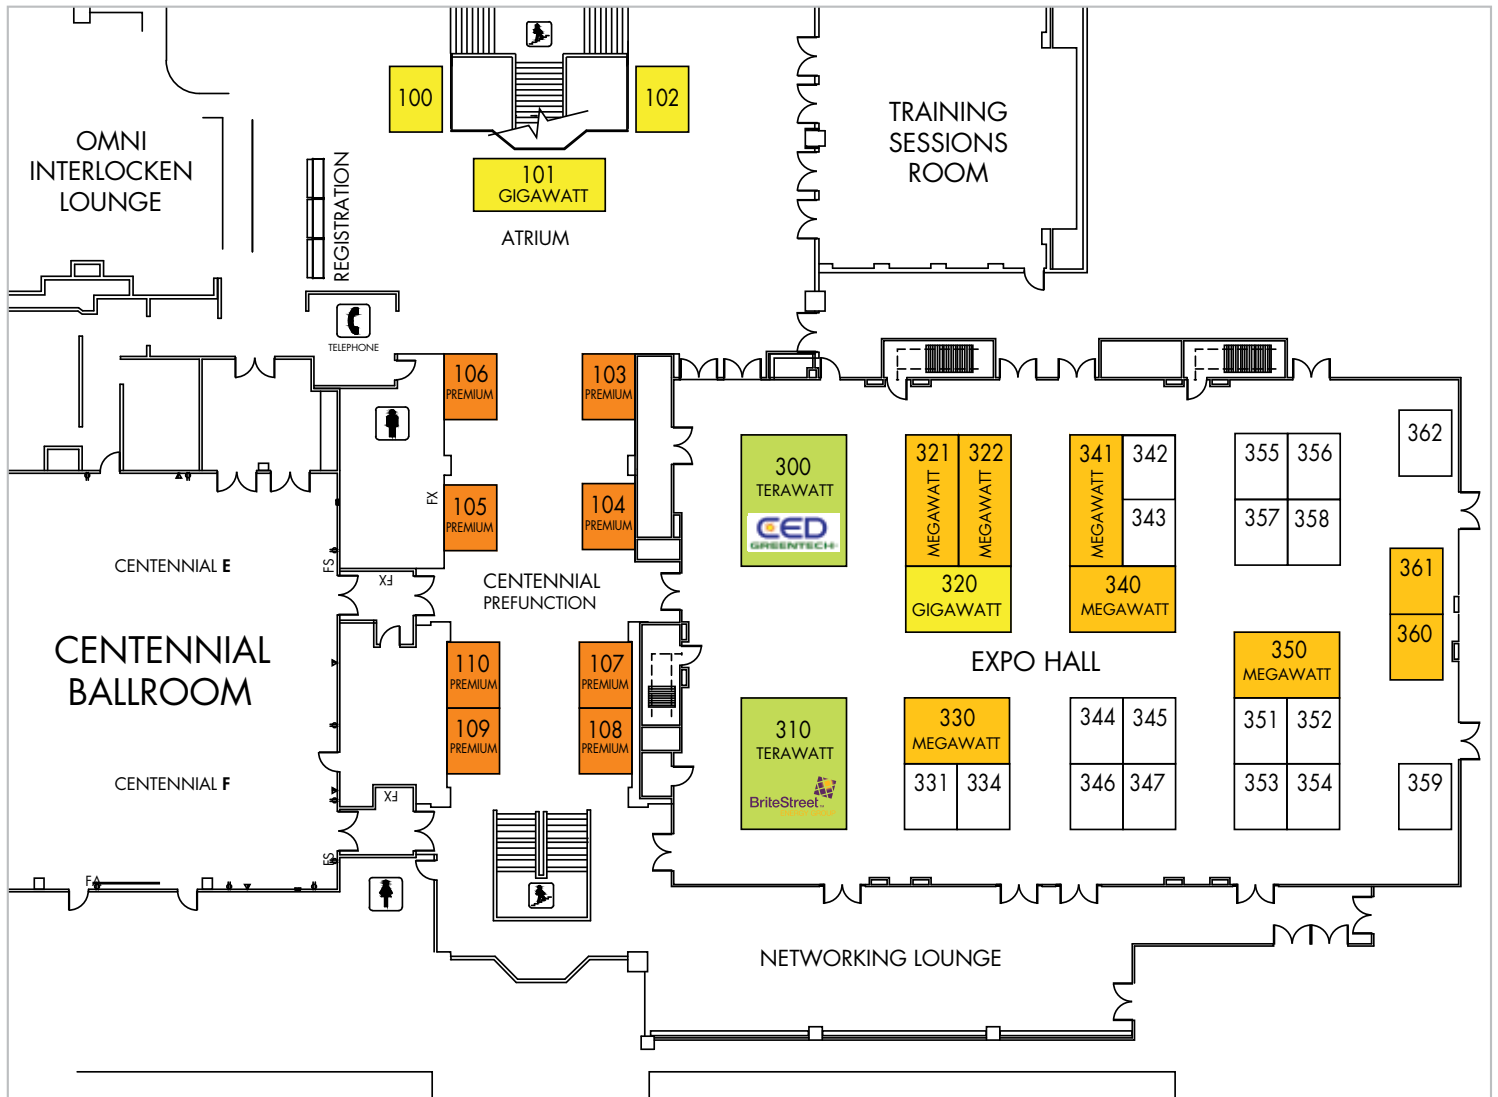 100
102
101
GIGAWATT
ATRIUM
OMNI
INTERLOCKEN
LOUNGE
REGISTRATION
TELEPHONE
TRAINING
SESSIONS
ROOM
106
PREMIUM
103
PREMIUM
105
PREMIUM
104
PREMIUM
FX
FS
FX
CENTENNIAL
PREFUNCTION
CENTENNIAL E
CENTENNIAL
BALLROOM
CENTENNIAL F
110
PREMIUM
107
PREMIUM
109
PREMIUM
108
PREMIUM
FX
FS
FA
300
TERAWATT
CED
GREENTECH
321
MEGAWATT
322
MEGAWATT
320
GIGAWATT
341
MEGAWATT
342
343
340
MEGAWATT
355
356
357
358
362
361
360
EXPO HALL
350
MEGAWATT
351
352
353
354
359
310
TERAWATT
BriteStreet
330
MEGAWATT
331
334
344
345
346
347
NETWORKING LOUNGE